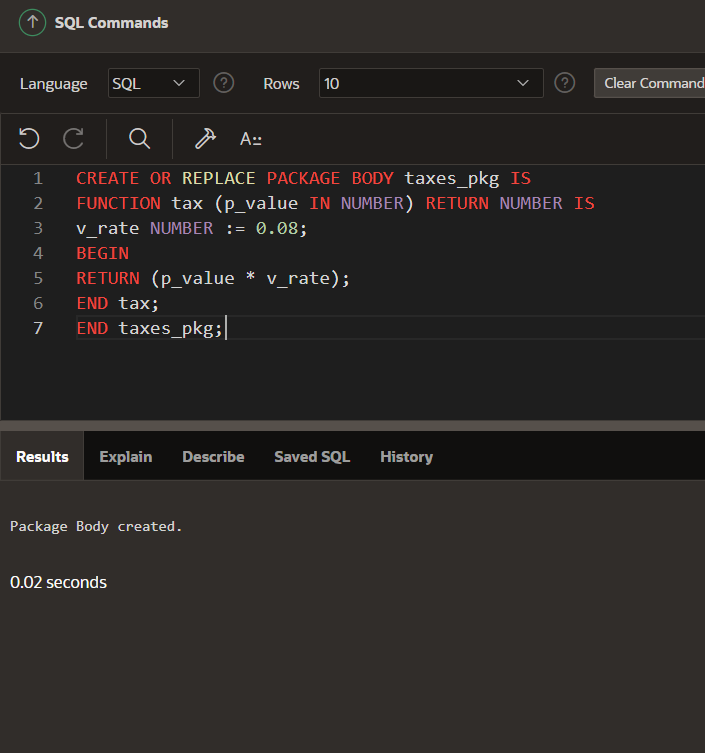 SQL Commands
Language SQL ? Rows 10 ? Clear Command
A::
1 CREATE OR REPLACE PACKAGE BODY taxes_pkg IS
2 FUNCTION tax (p_value IN NUMBER) RETURN NUMBER IS
3 v_rate NUMBER := 0.08;
4 BEGIN
5 RETURN (p_value * v_rate);
6 END tax;
7 END taxes_pkg;
Results Explain Describe Saved SQL History
Package Body created.
0.02 seconds